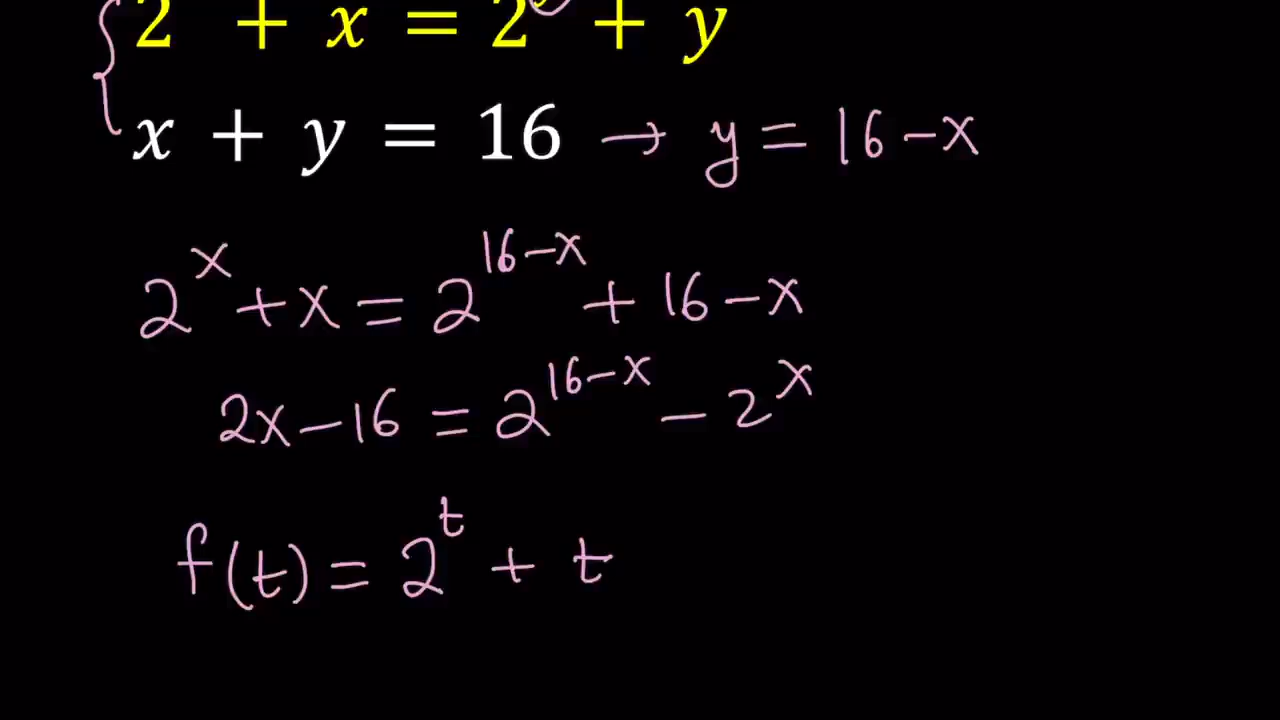 2 + x = 2 + y
x + y = 16 → y = 16 - x
2^x + x = 2^{16-x} + 16 - x
2x - 16 = 2^{16-x} - 2^x
f(t) = 2^t + t